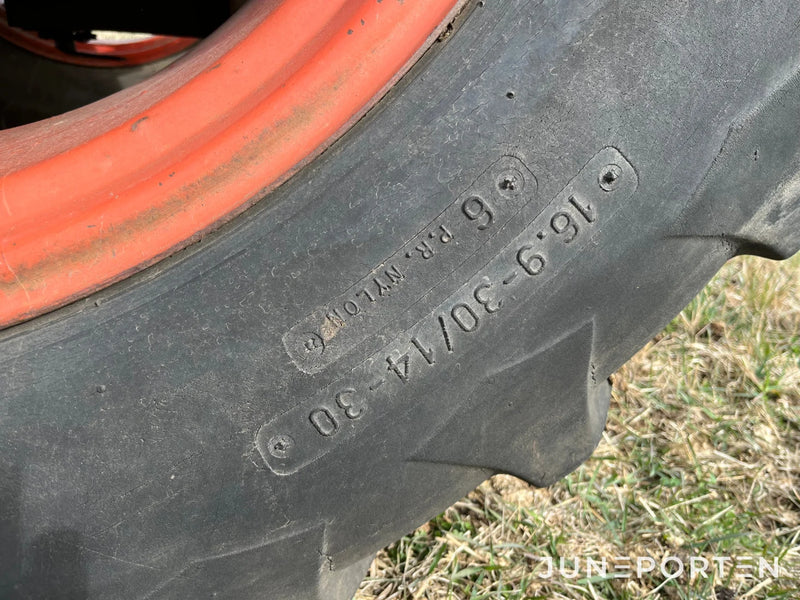 6 P.R. NYLON
16.9-30/14-30
JUNEPORTEN